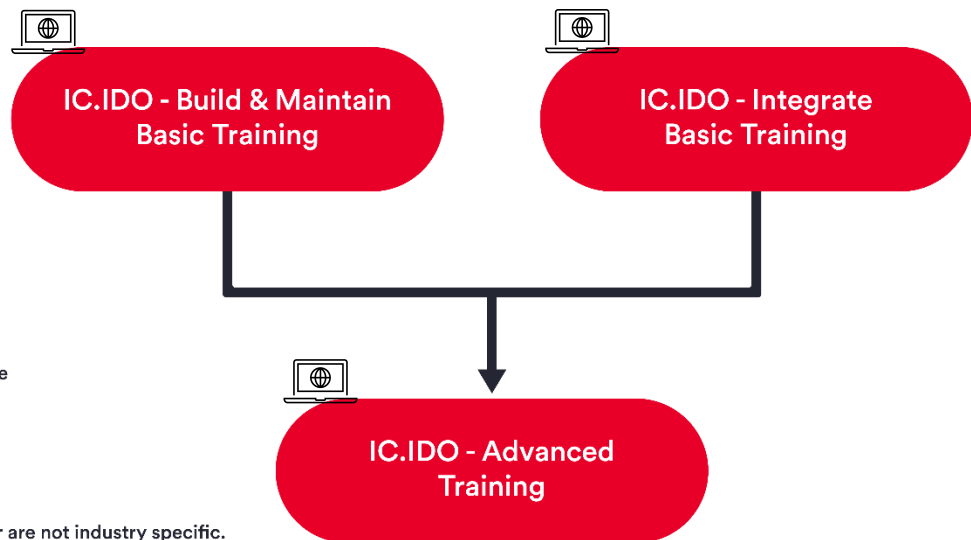 IC.IDO - Build & Maintain
Basic Training
IC.IDO - Integrate
Basic Training
e
IC.IDO - Advanced
Training
r are not industry specific.